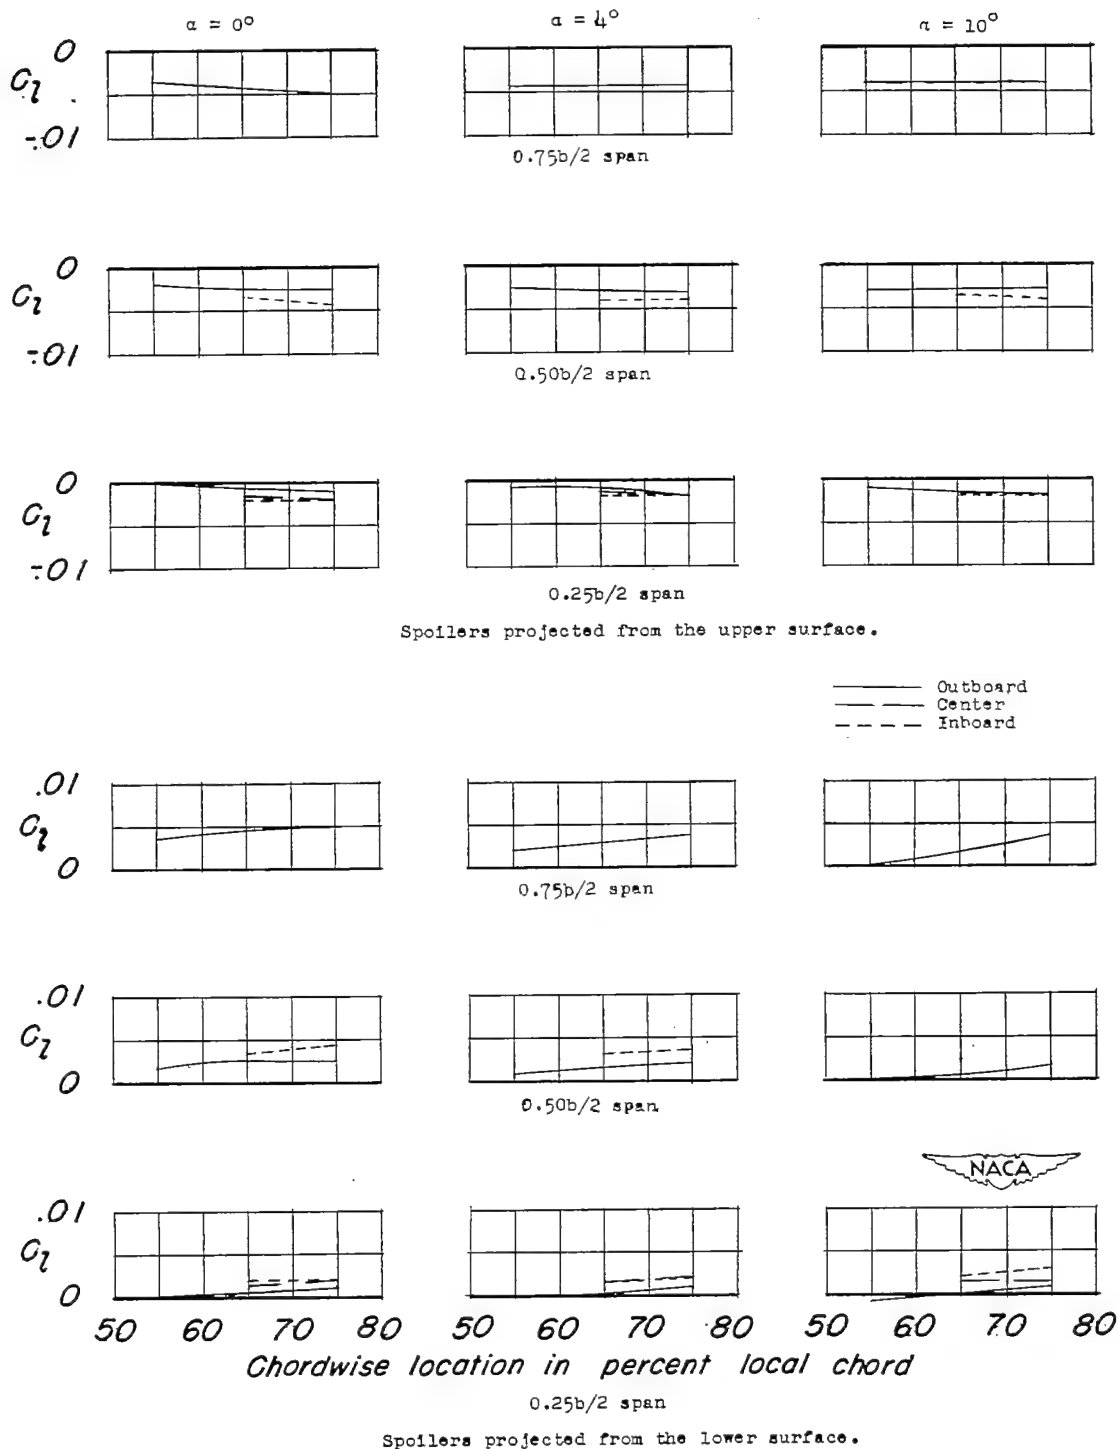 α = 0° α = 4° α = 10°
0
C_l
-.01
0.75b/2 span
0
C_l
-.01
0.50b/2 span
0
C_l
-.01
0.25b/2 span
Spoilers projected from the upper surface.
Outboard
Center
Inboard
.01
C_l
0
0.75b/2 span
.01
C_l
0
0.50b/2 span
NACA
.01
C_l
0
50 60 70 80 50 60 70 80 50 60 70 80
Chordwise location in percent local chord
0.25b/2 span
Spoilers projected from the lower surface.